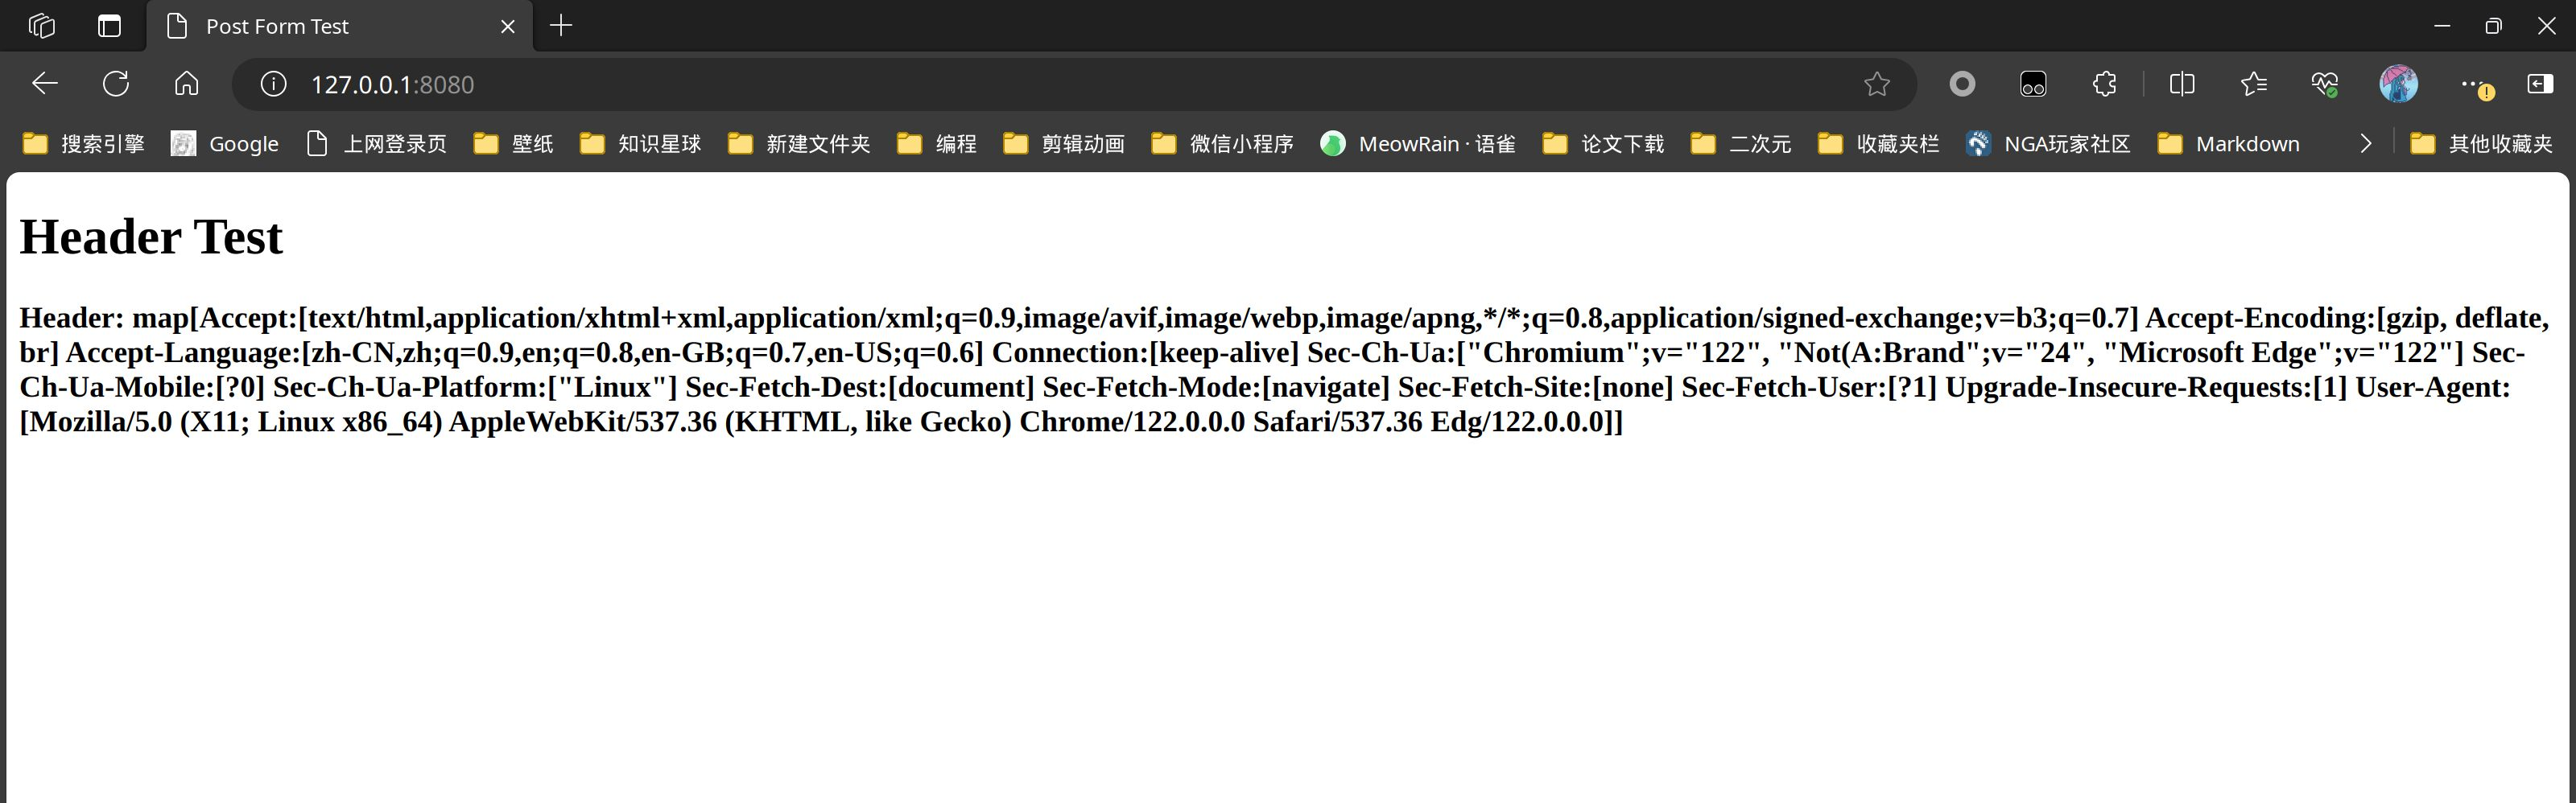 Post Form Test
127.0.0.1:8080
搜索引擎 Google 上网登录页 壁纸 知识星球 新建文件夹 编程 剪辑动画 微信小程序 MeowRain · 语雀 论文下载 二次元 收藏夹栏 NGA玩家社区 Markdown 其他收藏夹
Header Test
Header: map[Accept:[text/html,application/xhtml+xml,application/xml;q=0.9,image/avif,image/webp,image/apng,*/*;q=0.8,application/signed-exchange;v=b3;q=0.7] Accept-Encoding:[gzip, deflate,
br] Accept-Language:[zh-CN,zh;q=0.9,en;q=0.8,en-GB;q=0.7,en-US;q=0.6] Connection:[keep-alive] Sec-Ch-Ua:["Chromium";v="122", "Not(A:Brand";v="24", "Microsoft Edge";v="122"] Sec-
Ch-Ua-Mobile:[?0] Sec-Ch-Ua-Platform:["Linux"] Sec-Fetch-Dest:[document] Sec-Fetch-Mode:[navigate] Sec-Fetch-Site:[none] Sec-Fetch-User:[?1] Upgrade-Insecure-Requests:[1] User-Agent:
[Mozilla/5.0 (X11; Linux x86_64) AppleWebKit/537.36 (KHTML, like Gecko) Chrome/122.0.0.0 Safari/537.36 Edg/122.0.0.0]]